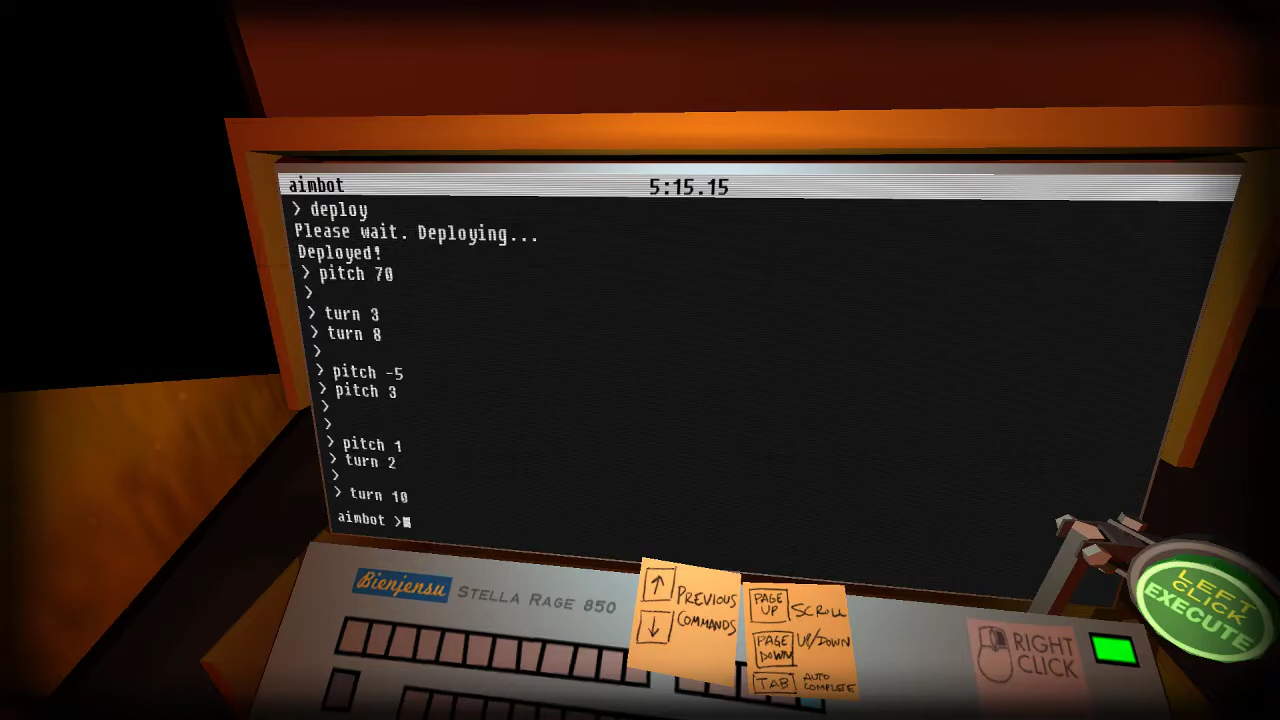 aimbot 5:15.15
> deploy
Please wait. Deploying...
Deployed!
> pitch 70
>
> turn 3
> turn 8
>
> pitch -5
> pitch 3
>
>
> pitch 1
> turn 2
>
> turn 10
aimbot >
Bienjensu STELLA RAGE 850
↑ PREVIOUS
↓ COMMANDS
PAGE UP SCROLL
PAGE DOWN UP/DOWN
TAB AUTO COMPLETE
RIGHT
CLICK
LEFT
CLICK
EXECUTE